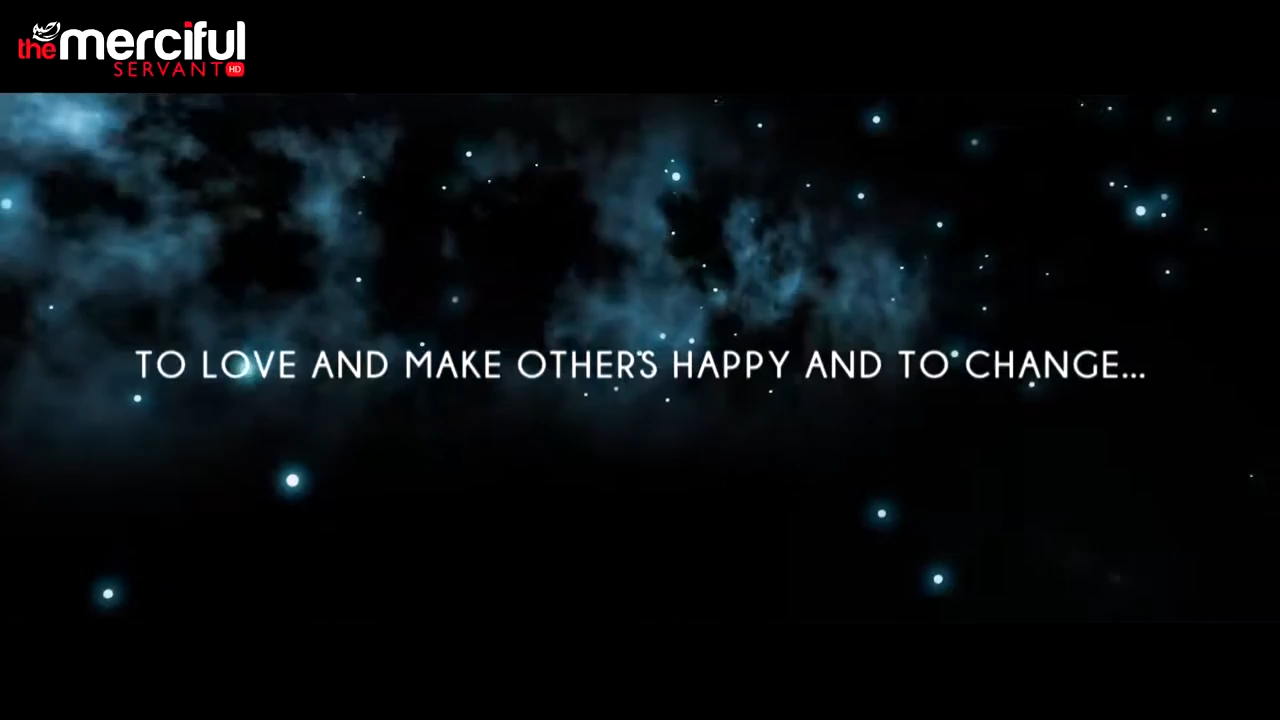 the merciful
SERVANT HD
TO LOVE AND MAKE OTHERS HAPPY AND TO CHANGE...